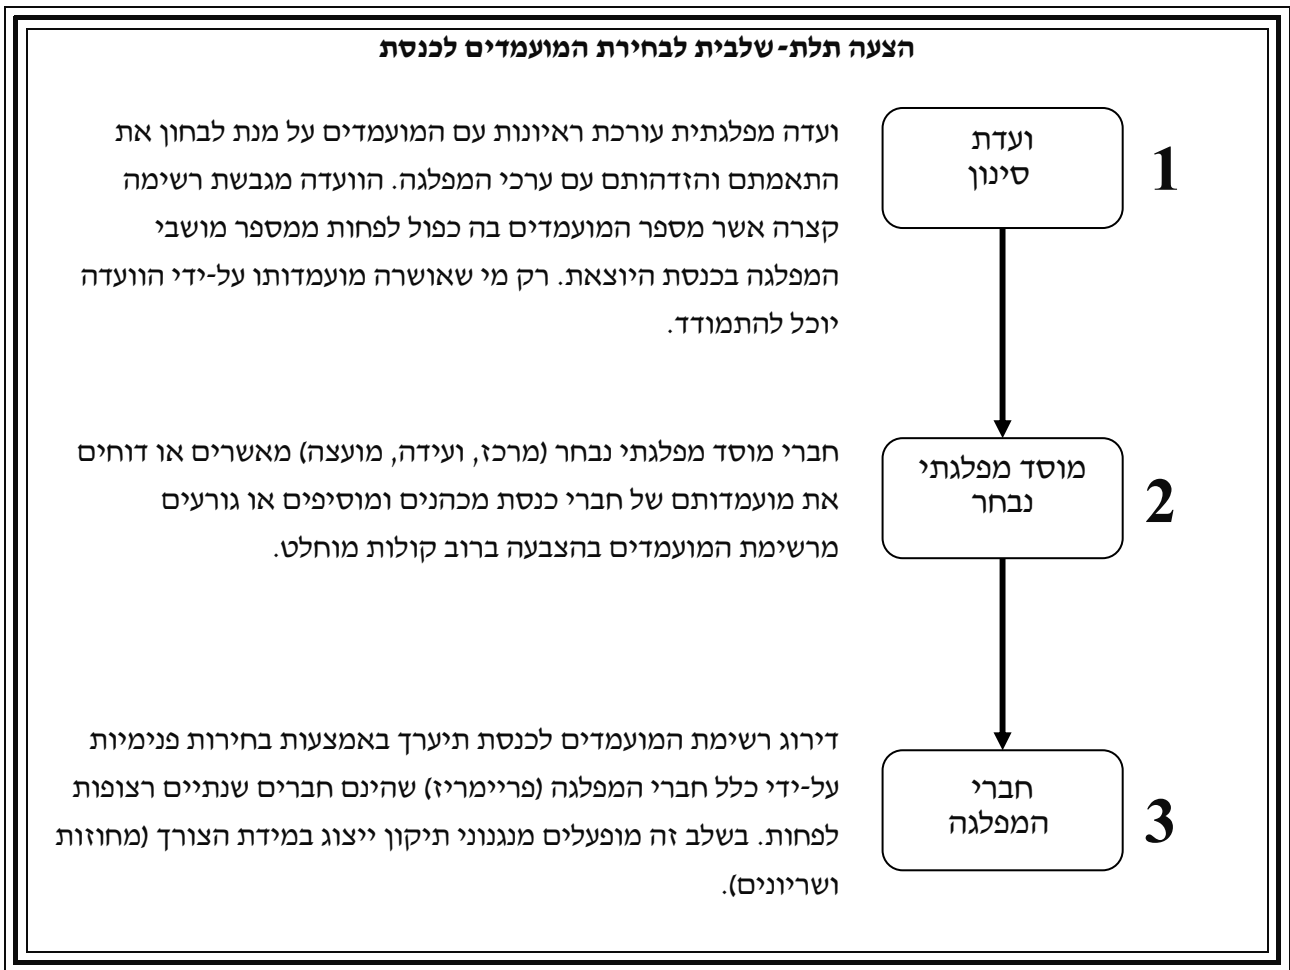 הצעה תלת-שלבית לבחירת המועמדים לכנסת
1
ועדת
סינון
ועדה מפלגתית עורכת ראיונות עם המועמדים על מנת לבחון את
התאמתם והזדהותם עם ערכי המפלגה. הוועדה מגבשת רשימה
קצרה אשר מספר המועמדים בה כפול לפחות ממספר מושבי
המפלגה בכנסת היוצאת. רק מי שאושרה מועמדותו על-ידי הוועדה
יוכל להתמודד.
2
מוסד מפלגתי
נבחר
חברי מוסד מפלגתי נבחר (מרכז, ועידה, מועצה) מאשרים או דוחים
את מועמדותם של חברי כנסת מכהנים ומוסיפים או גורעים
מרשימת המועמדים בהצבעה ברוב קולות מוחלט.
3
חברי
המפלגה
דירוג רשימת המועמדים לכנסת תיערך באמצעות בחירות פנימיות
על-ידי כלל חברי המפלגה (פריימריז) שהינם חברים שנתיים רצופות
לפחות. בשלב זה מופעלים מנגנוני תיקון ייצוג במידת הצורך (מחוזות
ושריונים).